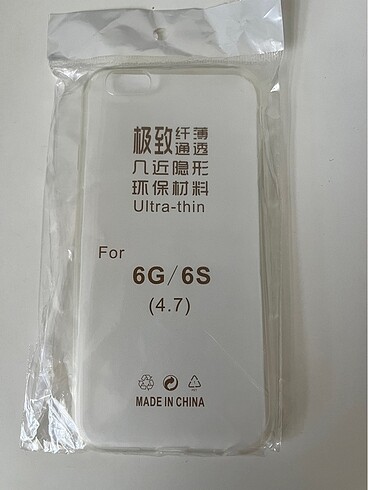 极致纤薄
通透
几近隐形
环保材料
Ultra-thin
For
6G/6S
(4.7)
MADE IN CHINA